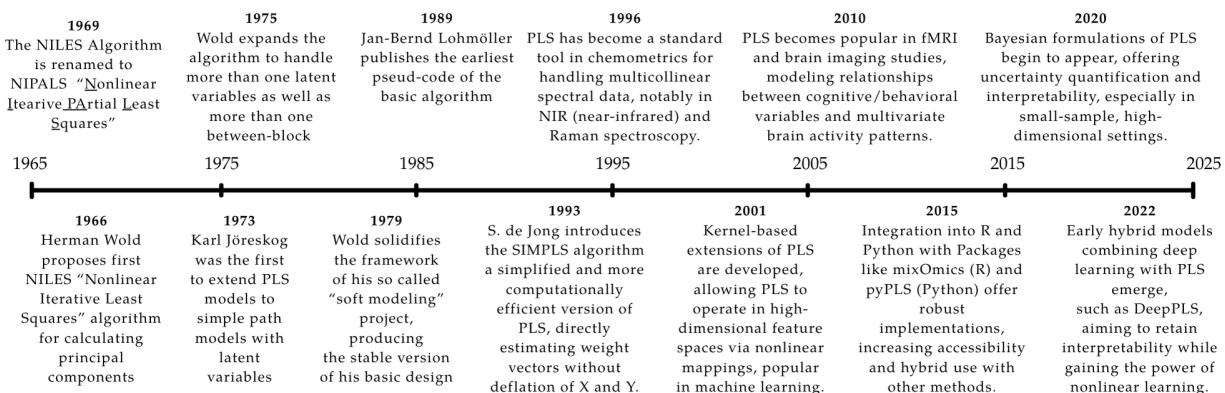 1969
The NILES Algorithm
is renamed to
NIPALS “Nonlinear
Itearive PArtial Least
Squares”
1975
Wold expands the
algorithm to handle
more than one latent
variables as well as
more than one
between-block
1989
Jan-Bernd Lohmöller
publishes the earliest
pseud-code of the
basic algorithm
1996
PLS has become a standard
tool in chemometrics for
handling multicollinear
spectral data, notably in
NIR (near-infrared) and
Raman spectroscopy.
2010
PLS becomes popular in fMRI
and brain imaging studies,
modeling relationships
between cognitive/behavioral
variables and multivariate
brain activity patterns.
2020
Bayesian formulations of PLS
begin to appear, offering
uncertainty quantification and
interpretability, especially in
small-sample, high-
dimensional settings.
1965 1975 1985 1995 2005 2015 2025
1966
Herman Wold
proposes first
NILES “Nonlinear
Iterative Least
Squares” algorithm
for calculating
principal
components
1973
Karl Jöreskog
was the first
to extend PLS
models to
simple path
models with
latent
variables
1979
Wold solidifies
the framework
of his so called
“soft modeling”
project,
producing
the stable version
of his basic design
1993
S. de Jong introduces
the SIMPLS algorithm
a simplified and more
computationally
efficient version of
PLS, directly
estimating weight
vectors without
deflation of X and Y.
2001
Kernel-based
extensions of PLS
are developed,
allowing PLS to
operate in high-
dimensional feature
spaces via nonlinear
mappings, popular
in machine learning.
2015
Integration into R and
Python with Packages
like mixOmics (R) and
pyPLS (Python) offer
robust
implementations,
increasing accessibility
and hybrid use with
other methods.
2022
Early hybrid models
combining deep
learning with PLS
emerge,
such as DeepPLS,
aiming to retain
interpretability while
gaining the power of
nonlinear learning.